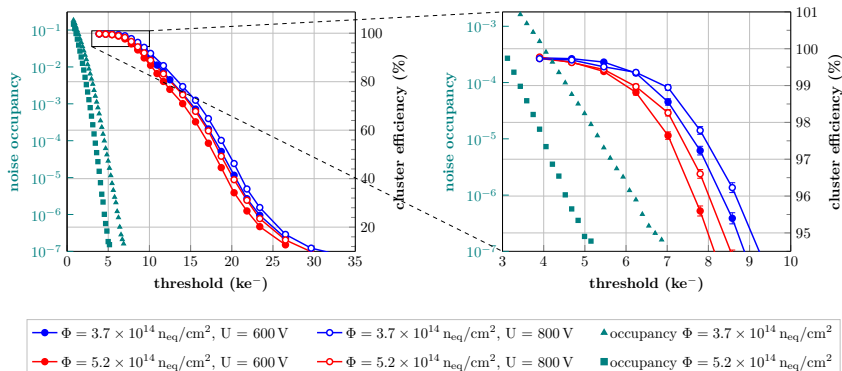 10⁻¹
10⁻²
10⁻³
10⁻⁴
10⁻⁵
10⁻⁶
10⁻⁷
noise occupancy
0 5 10 15 20 25 30 35
threshold (ke⁻)
100
80
60
40
20
cluster efficiency (%)
10⁻³
10⁻⁴
10⁻⁵
10⁻⁶
10⁻⁷
noise occupancy
3 4 5 6 7 8 9 10
threshold (ke⁻)
101
100
99
98
97
96
95
cluster efficiency (%)
Φ = 3.7 × 10¹⁴ n_eq/cm², U = 600 V Φ = 3.7 × 10¹⁴ n_eq/cm², U = 800 V occupancy Φ = 3.7 × 10¹⁴ n_eq/cm²
Φ = 5.2 × 10¹⁴ n_eq/cm², U = 600 V Φ = 5.2 × 10¹⁴ n_eq/cm², U = 800 V occupancy Φ = 5.2 × 10¹⁴ n_eq/cm²